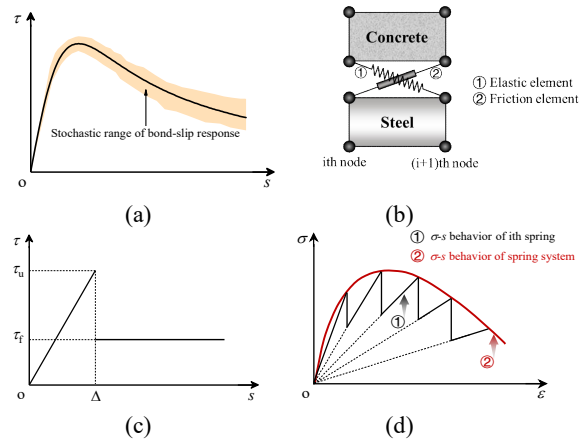 τ
Stochastic range of bond-slip response
o
s
(a)
Concrete
① ②
① Elastic element
② Friction element
Steel
ith node (i+1)th node
(b)
τ
τu
τf
o
Δ
s
(c)
σ
① σ-s behavior of ith spring
② σ-s behavior of spring system
①
②
o
ε
(d)